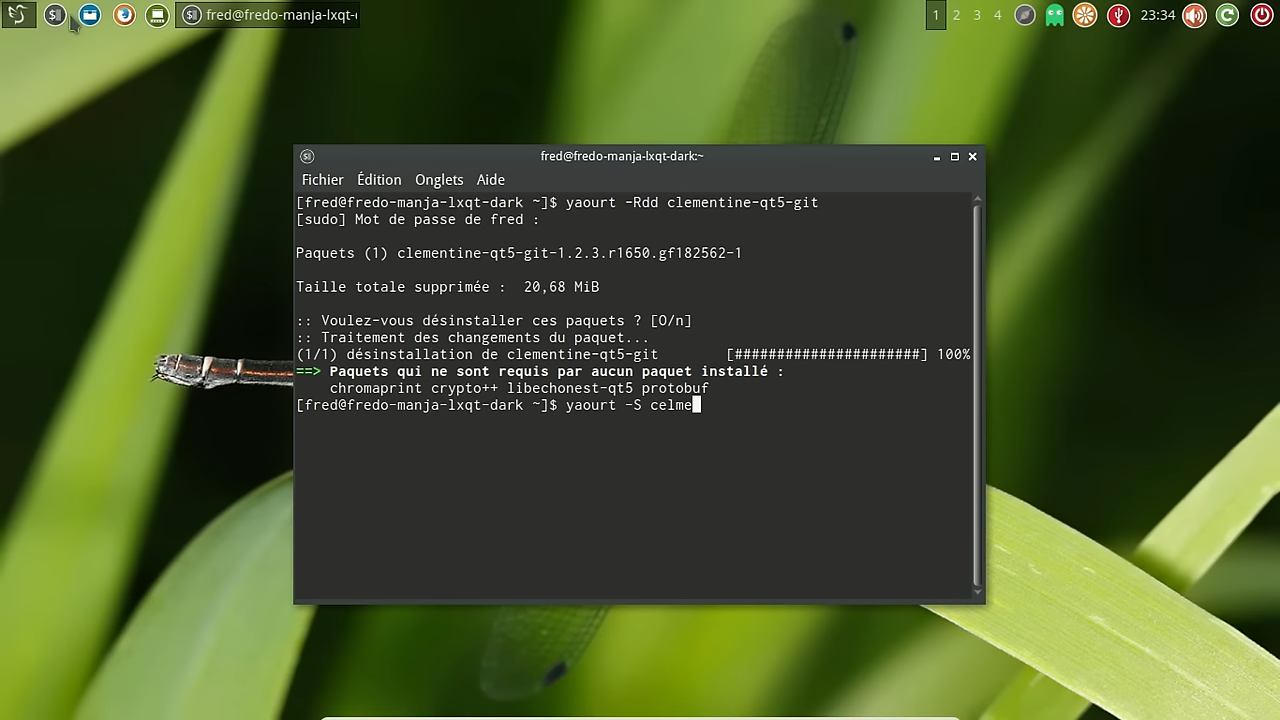 fred@fredo-manja-lxqt-
1 2 3 4
23:34
fred@fredo-manja-lxqt-dark:~
Fichier Édition Onglets Aide
[fred@fredo-manja-lxqt-dark ~]$ yaourt -Rdd clementine-qt5-git
[sudo] Mot de passe de fred :
Paquets (1) clementine-qt5-git-1.2.3.r1650.gf182562-1
Taille totale supprimée : 20,68 MiB
:: Voulez-vous désinstaller ces paquets ? [O/n]
:: Traitement des changements du paquet...
(1/1) désinstallation de clementine-qt5-git [######################] 100%
==> Paquets qui ne sont requis par aucun paquet installé :
chromaprint crypto++ libechonest-qt5 protobuf
[fred@fredo-manja-lxqt-dark ~]$ yaourt -S celme